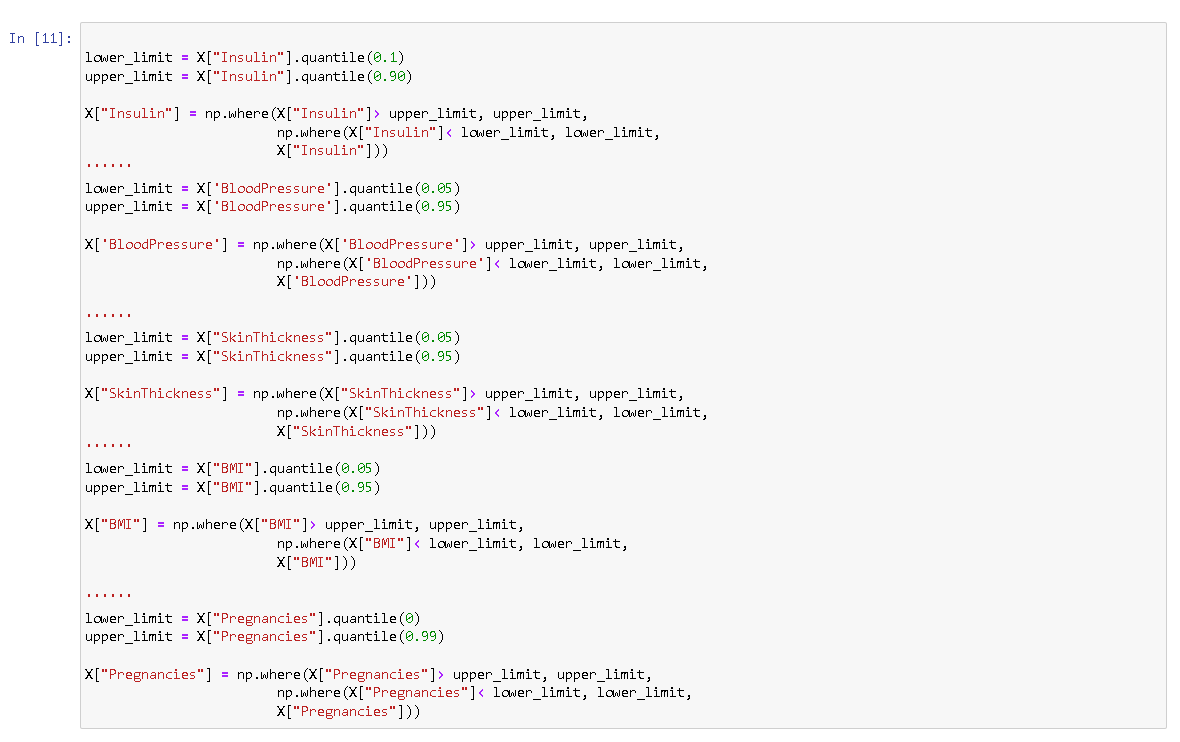 In [11]:
lower_limit = X["Insulin"].quantile(0.1)
upper_limit = X["Insulin"].quantile(0.90)
X["Insulin"] = np.where(X["Insulin"]> upper_limit, upper_limit,
np.where(X["Insulin"]< lower_limit, lower_limit,
X["Insulin"]))
""""""
lower_limit = X['BloodPressure'].quantile(0.05)
upper_limit = X['BloodPressure'].quantile(0.95)
X['BloodPressure'] = np.where(X['BloodPressure']> upper_limit, upper_limit,
np.where(X['BloodPressure']< lower_limit, lower_limit,
X['BloodPressure']))
""""""
lower_limit = X["SkinThickness"].quantile(0.05)
upper_limit = X["SkinThickness"].quantile(0.95)
X["SkinThickness"] = np.where(X["SkinThickness"]> upper_limit, upper_limit,
np.where(X["SkinThickness"]< lower_limit, lower_limit,
X["SkinThickness"]))
""""""
lower_limit = X["BMI"].quantile(0.05)
upper_limit = X["BMI"].quantile(0.95)
X["BMI"] = np.where(X["BMI"]> upper_limit, upper_limit,
np.where(X["BMI"]< lower_limit, lower_limit,
X["BMI"]))
""""""
lower_limit = X["Pregnancies"].quantile(0)
upper_limit = X["Pregnancies"].quantile(0.99)
X["Pregnancies"] = np.where(X["Pregnancies"]> upper_limit, upper_limit,
np.where(X["Pregnancies"]< lower_limit, lower_limit,
X["Pregnancies"]))